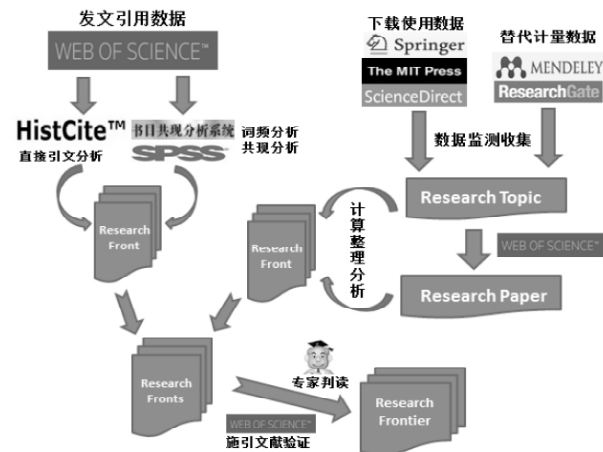 发文引用数据
WEB OF SCIENCE™
HistCite™
直接引文分析
书目共现分析系统
SPSS
词频分析
共现分析
Research
Front
下载使用数据
Springer
The MIT Press
ScienceDirect
替代计量数据
MENDELEY
ResearchGate
数据监测收集
Research Topic
WEB OF SCIENCE™
Research Paper
计算整理分析
Research
Front
Research
Fronts
专家判读
WEB OF SCIENCE™
施引文献验证
Research
Frontier